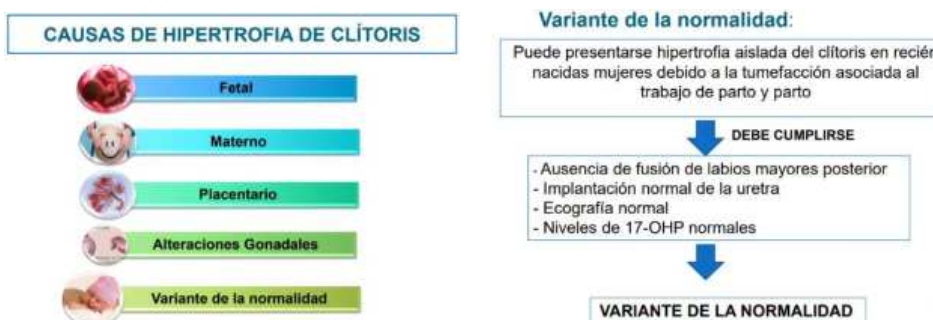 CAUSAS DE HIPERTROFIA DE CLÍTORIS
Fetal
Materno
Placentario
Alteraciones Gonadales
Variante de la normalidad
Variante de la normalidad:
Puede presentarse hipertrofia aislada del clítoris en recién
nacidas mujeres debido a la tumefacción asociada al
trabajo de parto y parto
DEBE CUMPLIRSE
- Ausencia de fusión de labios mayores posterior
- Implantación normal de la uretra
- Ecografía normal
- Niveles de 17-OHP normales
VARIANTE DE LA NORMALIDAD